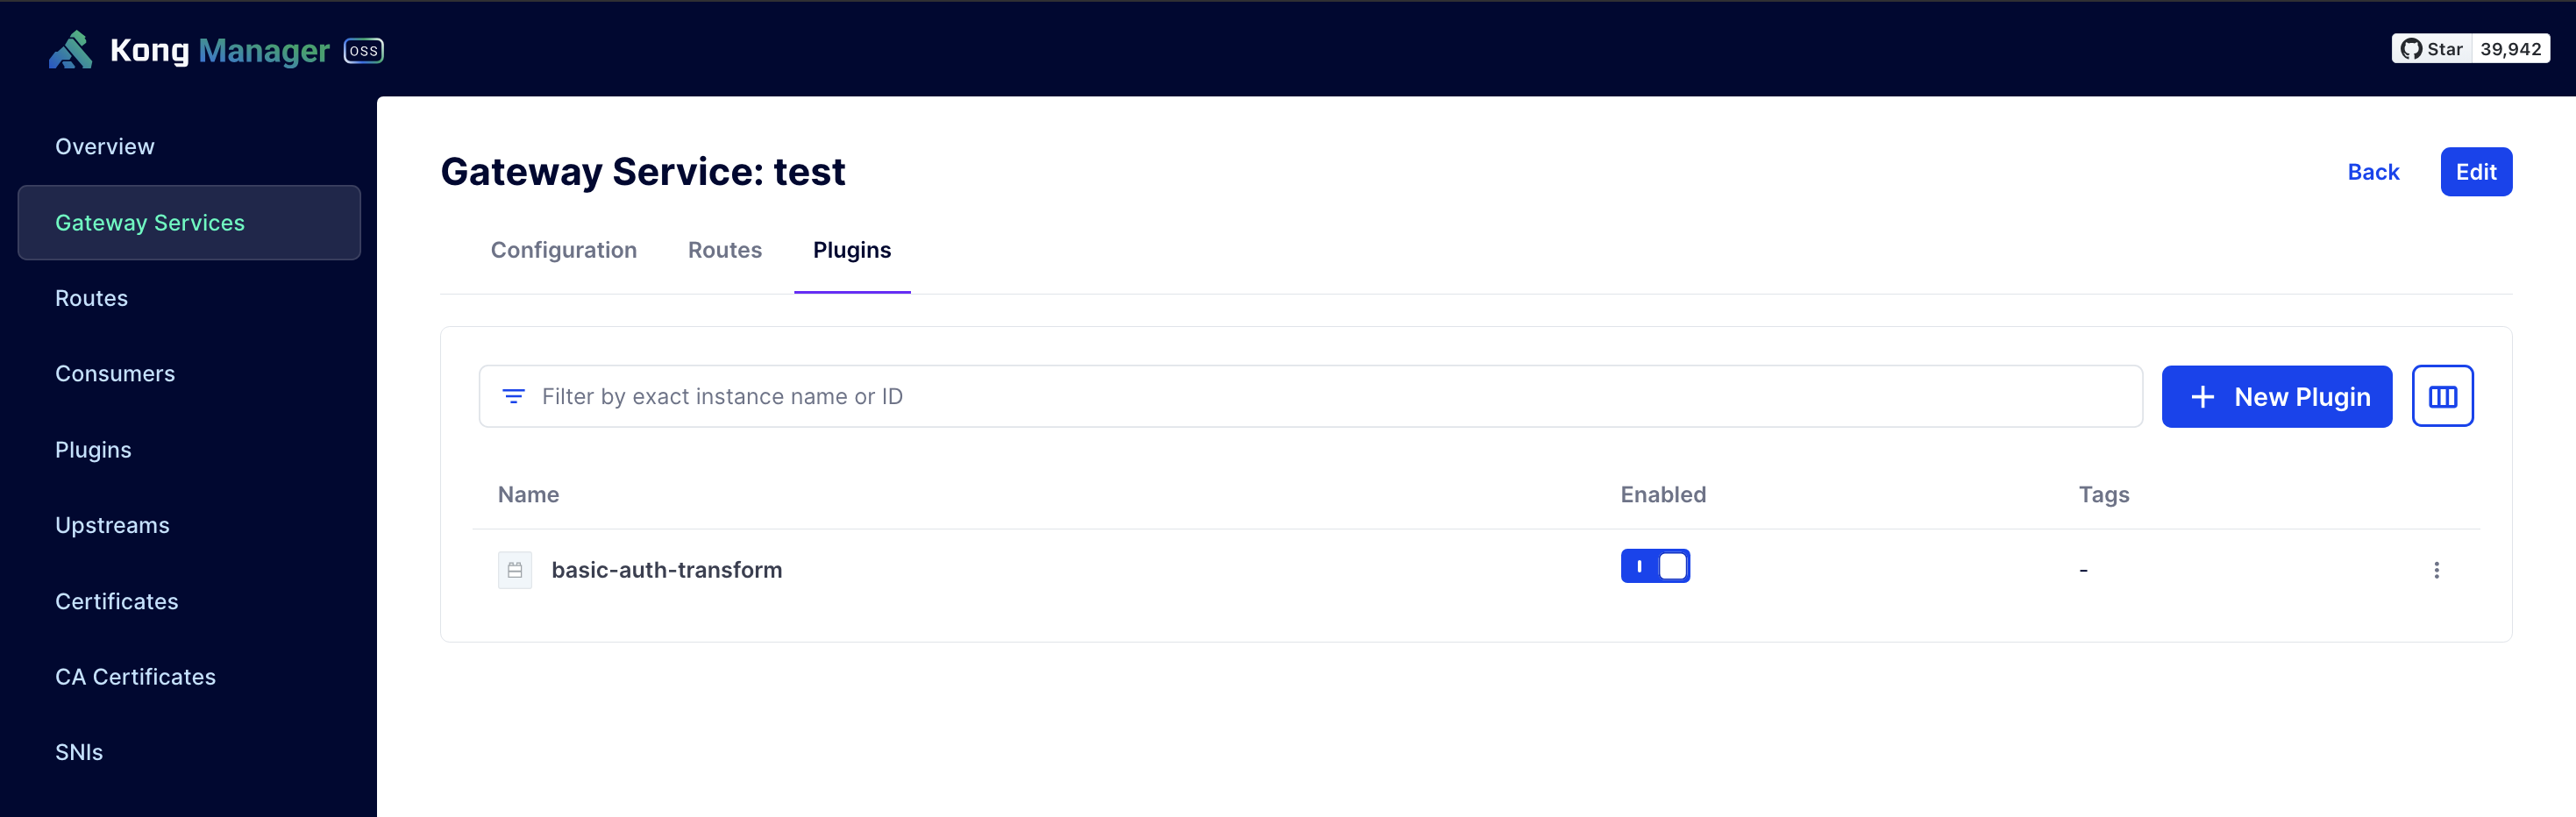 Kong Manager OSS
Star 39,942
Overview
Gateway Services
Routes
Consumers
Plugins
Upstreams
Certificates
CA Certificates
SNIs
Gateway Service: test
Back
Edit
Configuration Routes Plugins
Filter by exact instance name or ID
New Plugin
Name Enabled Tags
basic-auth-transform -